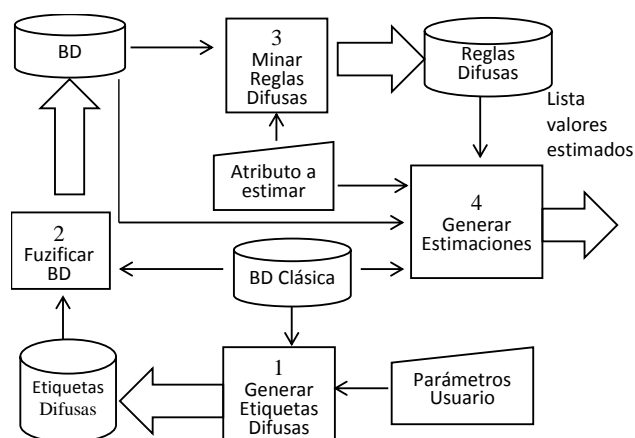 BD
3
Minar
Reglas
Difusas
Reglas
Difusas
Lista
valores
estimados
Atributo a
estimar
4
Generar
Estimaciones
2
Fuzificar
BD
BD Clásica
Etiquetas
Difusas
1
Generar
Etiquetas
Difusas
Parámetros
Usuario